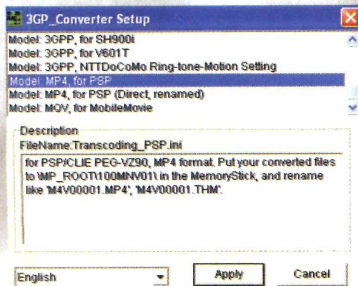 3GP_Converter Setup
Model: 3GPP, for SH900i
Model: 3GPP, for V601T
Model: 3GPP, NTTDoCoMo Ring-tone-Motion Setting
Model: MP4, for PSP
Model: MP4, for PSP (Direct, renamed)
Model: MQV, for MobileMovie
Description
FileName:Transcoding_PSP.ini
for PSP/CLIE PEG-VZ90, MP4 format. Put your converted files
to \MP_ROOT\100MNV01\ in the MemoryStick, and rename
like 'M4V00001.MP4', 'M4V00001.THM'.
English
Apply
Cancel